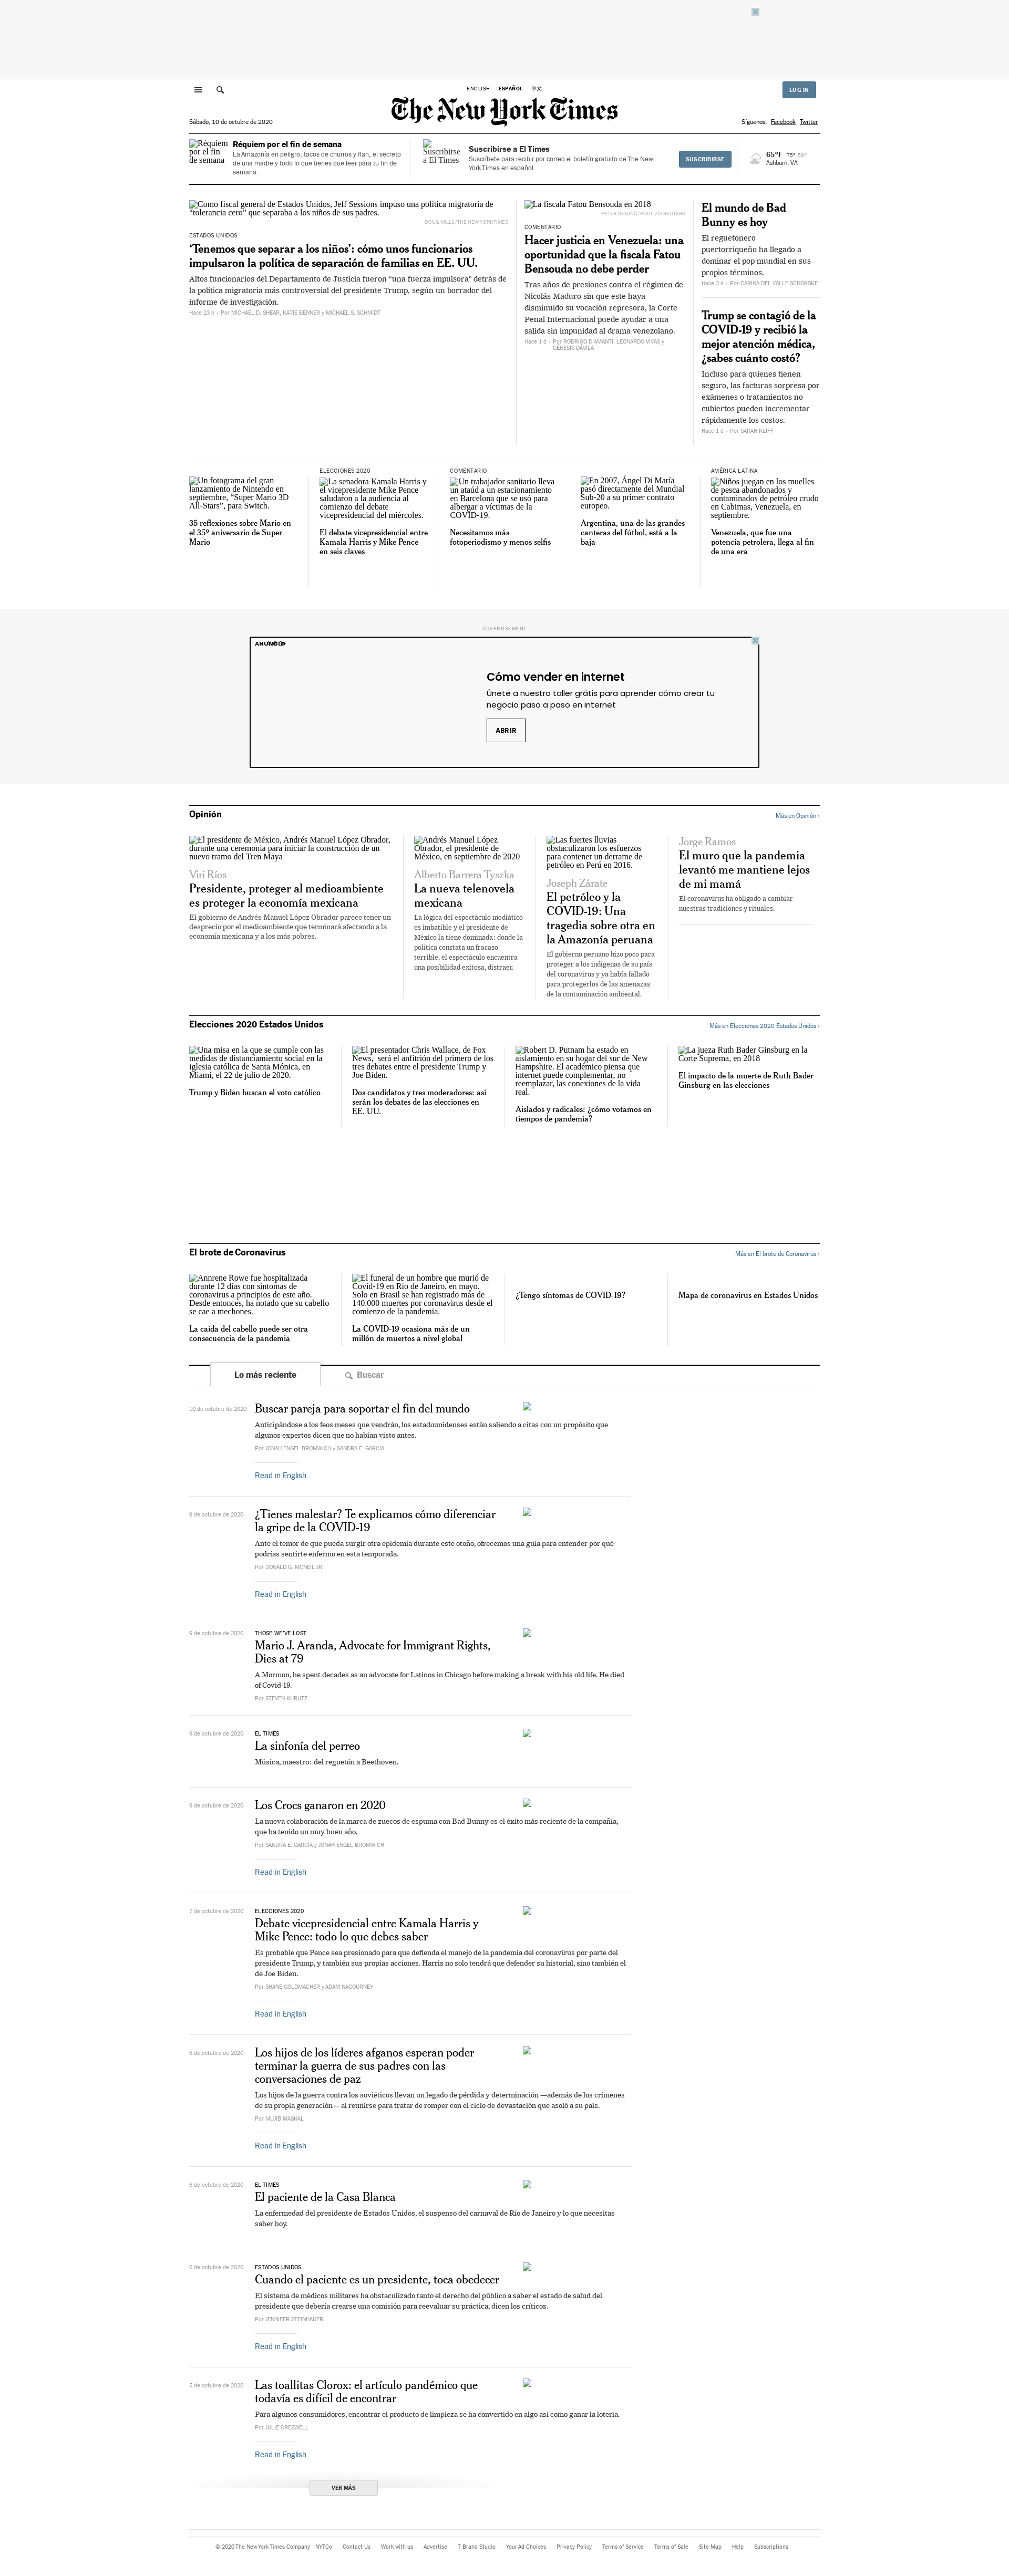 ENGLISH ESPAÑOL 中文
LOG IN
The New York Times
Sábado, 10 de octubre de 2020
Síguenos: Facebook Twitter
Réquiem por el fin de semana
Réquiem por el fin de semana
La Amazonía en peligro, tacos de churros y flan, el secreto
de una madre y todo lo que tienes que leer para tu fin de
semana.
Suscribirse a El Times
Suscribirse a El Times
Suscríbete para recibir por correo el boletín gratuito de The New
York Times en español.
SUSCRIBIRSE
65°F 75° 59°
Ashburn, VA
Como fiscal general de Estados Unidos, Jeff Sessions impuso una política migratoria de
“tolerancia cero” que separaba a los niños de sus padres.
DOUG MILLS/THE NEW YORK TIMES
ESTADOS UNIDOS
‘Tenemos que separar a los niños’: cómo unos funcionarios
impulsaron la política de separación de familias en EE. UU.
Altos funcionarios del Departamento de Justicia fueron “una fuerza impulsora” detrás de
la política migratoria más controversial del presidente Trump, según un borrador del
informe de investigación.
Hace 23 h - Por MICHAEL D. SHEAR, KATIE BENNER y MICHAEL S. SCHMIDT
La fiscala Fatou Bensouda en 2018
PETER DEJONG/POOL VÍA REUTERS
COMENTARIO
Hacer justicia en Venezuela: una
oportunidad que la fiscala Fatou
Bensouda no debe perder
Tras años de presiones contra el régimen de
Nicolás Maduro sin que este haya
disminuido su vocación represora, la Corte
Penal Internacional puede ayudar a una
salida sin impunidad al drama venezolano.
Hace 1 d - Por RODRIGO DIAMANTI, LEONARDO VIVAS y
GÉNESIS DÁVILA
El mundo de Bad
Bunny es hoy
El reguetonero
puertorriqueño ha llegado a
dominar el pop mundial en sus
propios términos.
Hace 3 d - Por CARINA DEL VALLE SCHORSKE
Trump se contagió de la
COVID-19 y recibió la
mejor atención médica,
¿sabes cuánto costó?
Incluso para quienes tienen
seguro, las facturas sorpresa por
exámenes o tratamientos no
cubiertos pueden incrementar
rápidamente los costos.
Hace 1 d - Por SARAH KLIFF
Un fotograma del gran
lanzamiento de Nintendo en
septiembre, “Super Mario 3D
All-Stars”, para Switch.
35 reflexiones sobre Mario en
el 35º aniversario de Super
Mario
ELECCIONES 2020
La senadora Kamala Harris y
el vicepresidente Mike Pence
saludaron a la audiencia al
comienzo del debate
vicepresidencial del miércoles.
El debate vicepresidencial entre
Kamala Harris y Mike Pence
en seis claves
COMENTARIO
Un trabajador sanitario lleva
un ataúd a un estacionamiento
en Barcelona que se usó para
albergar a víctimas de la
COVID-19.
Necesitamos más
fotoperiodismo y menos selfis
En 2007, Ángel Di María
pasó directamente del Mundial
Sub-20 a su primer contrato
europeo.
Argentina, una de las grandes
canteras del fútbol, está a la
baja
AMÉRICA LATINA
Niños juegan en los muelles
de pesca abandonados y
contaminados de petróleo crudo
en Cabimas, Venezuela, en
septiembre.
Venezuela, que fue una
potencia petrolera, llega al fin
de una era
ADVERTISEMENT
Cómo vender en internet
Únete a nuestro taller grátis para aprender cómo crear tu
negocio paso a paso en internet
ABRIR
Opinión
Más en Opinión ›
El presidente de México, Andrés Manuel López Obrador,
durante una ceremonia para iniciar la construcción de un
nuevo tramo del Tren Maya
Viri Ríos
Presidente, proteger al medioambiente
es proteger la economía mexicana
El gobierno de Andrés Manuel López Obrador parece tener un
desprecio por el medioambiente que terminará afectando a la
economía mexicana y a los más pobres.
Andrés Manuel López
Obrador, el presidente de
México, en septiembre de 2020
Alberto Barrera Tyszka
La nueva telenovela
mexicana
La lógica del espectáculo mediático
es imbatible y el presidente de
México la tiene dominada: donde la
política constata un fracaso
terrible, el espectáculo encuentra
una posibilidad exitosa, distraer.
Las fuertes lluvias
obstaculizaron los esfuerzos
para contener un derrame de
petróleo en Perú en 2016.
Joseph Zárate
El petróleo y la
COVID-19: Una
tragedia sobre otra en
la Amazonía peruana
El gobierno peruano hizo poco para
proteger a los indígenas de su país
del coronavirus y ya había fallado
para protegerlos de las amenazas
de la contaminación ambiental.
Jorge Ramos
El muro que la pandemia
levantó me mantiene lejos
de mi mamá
El coronavirus ha obligado a cambiar
nuestras tradiciones y rituales.
Elecciones 2020 Estados Unidos
Más en Elecciones 2020 Estados Unidos ›
Una misa en la que se cumple con las
medidas de distanciamiento social en la
iglesia católica de Santa Mónica, en
Miami, el 22 de julio de 2020.
Trump y Biden buscan el voto católico
El presentador Chris Wallace, de Fox
News, será el anfitrión del primero de los
tres debates entre el presidente Trump y
Joe Biden.
Dos candidatos y tres moderadores: así
serán los debates de las elecciones en
EE. UU.
Robert D. Putnam ha estado en
aislamiento en su hogar del sur de New
Hampshire. El académico piensa que
internet puede complementar, no
reemplazar, las conexiones de la vida
real.
Aislados y radicales: ¿cómo votamos en
tiempos de pandemia?
La jueza Ruth Bader Ginsburg en la
Corte Suprema, en 2018
El impacto de la muerte de Ruth Bader
Ginsburg en las elecciones
El brote de Coronavirus
Más en El brote de Coronavirus ›
Annrene Rowe fue hospitalizada
durante 12 días con síntomas de
coronavirus a principios de este año.
Desde entonces, ha notado que su cabello
se cae a mechones.
La caída del cabello puede ser otra
consecuencia de la pandemia
El funeral de un hombre que murió de
Covid-19 en Río de Janeiro, en mayo.
Solo en Brasil se han registrado más de
140.000 muertes por coronavirus desde el
comienzo de la pandemia.
La COVID-19 ocasiona más de un
millón de muertos a nivel global
¿Tengo síntomas de COVID-19?
Mapa de coronavirus en Estados Unidos
Lo más reciente
Buscar
10 de octubre de 2020
Buscar pareja para soportar el fin del mundo
Anticipándose a los feos meses que vendrán, los estadounidenses están saliendo a citas con un propósito que
algunos expertos dicen que no habían visto antes.
Por JONAH ENGEL BROMWICH y SANDRA E. GARCIA
Read in English
9 de octubre de 2020
¿Tienes malestar? Te explicamos cómo diferenciar
la gripe de la COVID-19
Ante el temor de que pueda surgir otra epidemia durante este otoño, ofrecemos una guía para entender por qué
podrías sentirte enfermo en esta temporada.
Por DONALD G. MCNEIL JR.
Read in English
9 de octubre de 2020
THOSE WE'VE LOST
Mario J. Aranda, Advocate for Immigrant Rights,
Dies at 79
A Mormon, he spent decades as an advocate for Latinos in Chicago before making a break with his old life. He died
of Covid-19.
Por STEVEN KURUTZ
9 de octubre de 2020
EL TIMES
La sinfonía del perreo
Música, maestro: del reguetón a Beethoven.
9 de octubre de 2020
Los Crocs ganaron en 2020
La nueva colaboración de la marca de zuecos de espuma con Bad Bunny es el éxito más reciente de la compañía,
que ha tenido un muy buen año.
Por SANDRA E. GARCIA y JONAH ENGEL BROMWICH
Read in English
7 de octubre de 2020
ELECCIONES 2020
Debate vicepresidencial entre Kamala Harris y
Mike Pence: todo lo que debes saber
Es probable que Pence sea presionado para que defienda el manejo de la pandemia del coronavirus por parte del
presidente Trump, y también sus propias acciones. Harris no solo tendrá que defender su historial, sino también el
de Joe Biden.
Por SHANE GOLDMACHER y ADAM NAGOURNEY
Read in English
6 de octubre de 2020
Los hijos de los líderes afganos esperan poder
terminar la guerra de sus padres con las
conversaciones de paz
Los hijos de la guerra contra los soviéticos llevan un legado de pérdida y determinación —además de los crímenes
de su propia generación— al reunirse para tratar de romper con el ciclo de devastación que asoló a su país.
Por MUJIB MASHAL
Read in English
6 de octubre de 2020
EL TIMES
El paciente de la Casa Blanca
La enfermedad del presidente de Estados Unidos, el suspenso del carnaval de Río de Janeiro y lo que necesitas
saber hoy.
6 de octubre de 2020
ESTADOS UNIDOS
Cuando el paciente es un presidente, toca obedecer
El sistema de médicos militares ha obstaculizado tanto el derecho del público a saber el estado de salud del
presidente que debería crearse una comisión para reevaluar su práctica, dicen los críticos.
Por JENNIFER STEINHAUER
Read in English
5 de octubre de 2020
Las toallitas Clorox: el artículo pandémico que
todavía es difícil de encontrar
Para algunos consumidores, encontrar el producto de limpieza se ha convertido en algo así como ganar la lotería.
Por JULIE CRESWELL
Read in English
VER MÁS
© 2020 The New York Times Company NYTCo Contact Us Work with us Advertise T Brand Studio Your Ad Choices Privacy Policy Terms of Service Terms of Sale Site Map Help Subscriptions